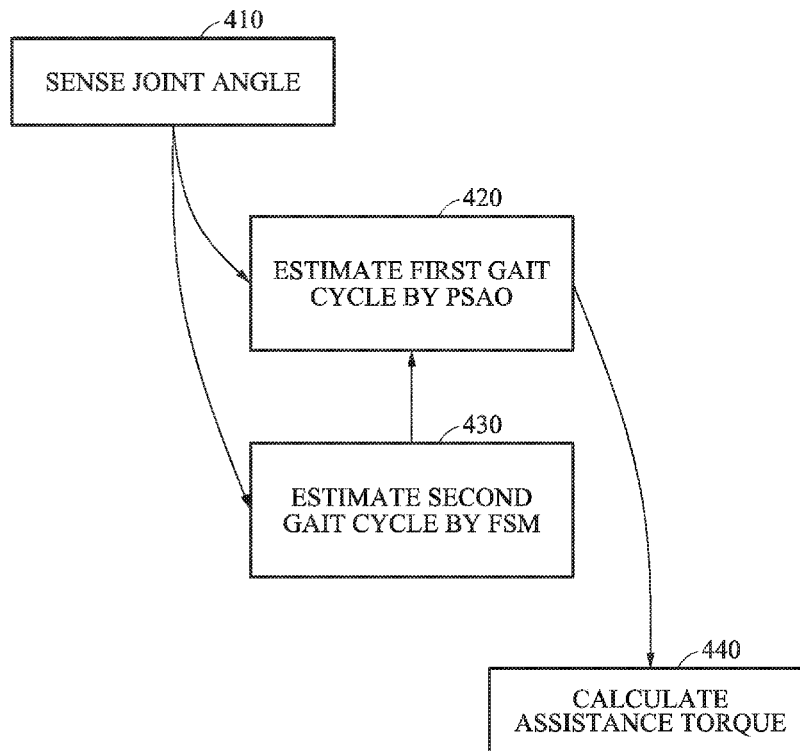 410
SENSE JOINT ANGLE
420
ESTIMATE FIRST GAIT
CYCLE BY PSAO
430
ESTIMATE SECOND
GAIT CYCLE BY FSM
440
CALCULATE
ASSISTANCE TORQUE